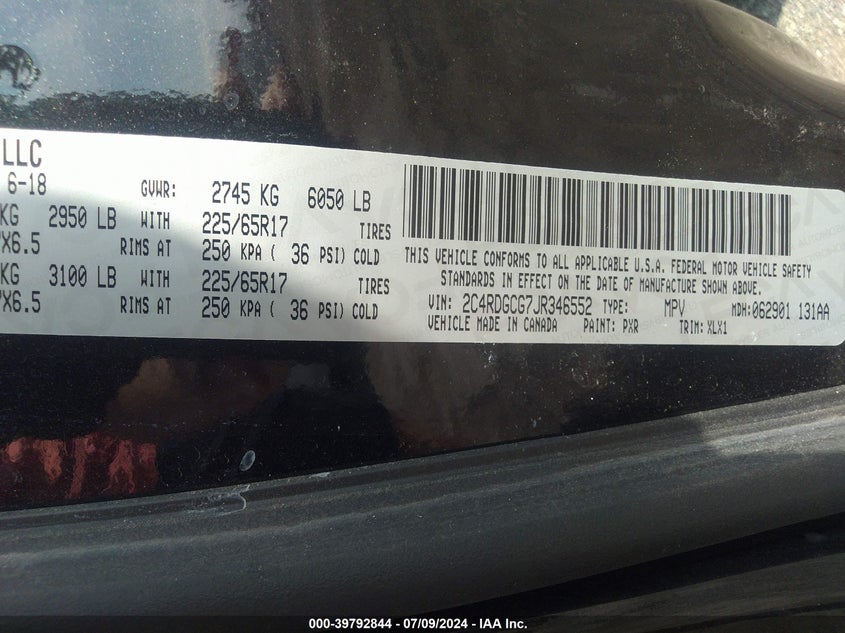 LLC
6-18 GVWR: 2745 KG 6050 LB
KG 2950 LB WITH 225/65R17 TIRES
X6.5 RIMS AT 250 KPA ( 36 PSI) COLD
KG 3100 LB WITH 225/65R17 TIRES
X6.5 RIMS AT 250 KPA ( 36 PSI) COLD
THIS VEHICLE CONFORMS TO ALL APPLICABLE U.S.A. FEDERAL MOTOR VEHICLE SAFETY
STANDARDS IN EFFECT ON THE DATE OF MANUFACTURE SHOWN ABOVE.
VIN: 2C4RDGCG7JR346552 TYPE: MPV MDH:062901 131AA
VEHICLE MADE IN CANADA PAINT: PXR TRIM: XLX1
000-39792844 - 07/09/2024 - IAA Inc.